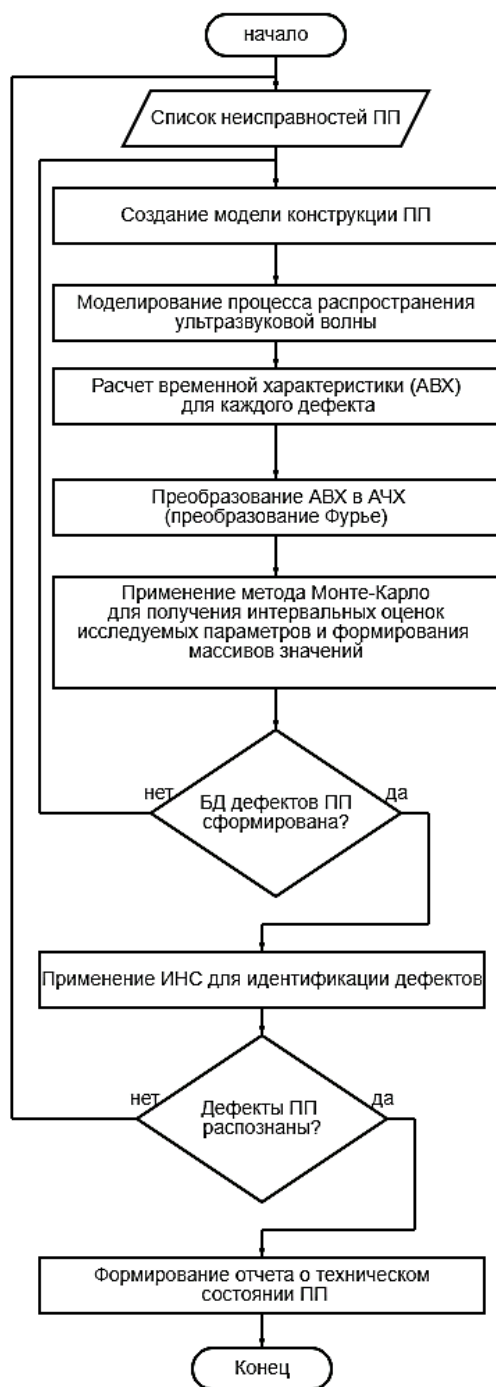 начало
Список неисправностей ПП
Создание модели конструкции ПП
Моделирование процесса распространения
ультразвуковой волны
Расчет временной характеристики (АВХ)
для каждого дефекта
Преобразование АВХ в АЧХ
(преобразование Фурье)
Применение метода Монте-Карло
для получения интервальных оценок
исследуемых параметров и формирования
массивов значений
нет
да
БД дефектов ПП
сформирована?
Применение ИНС для идентификации дефектов
нет
да
Дефекты ПП
распознаны?
Формирование отчета о техническом
состоянии ПП
Конец